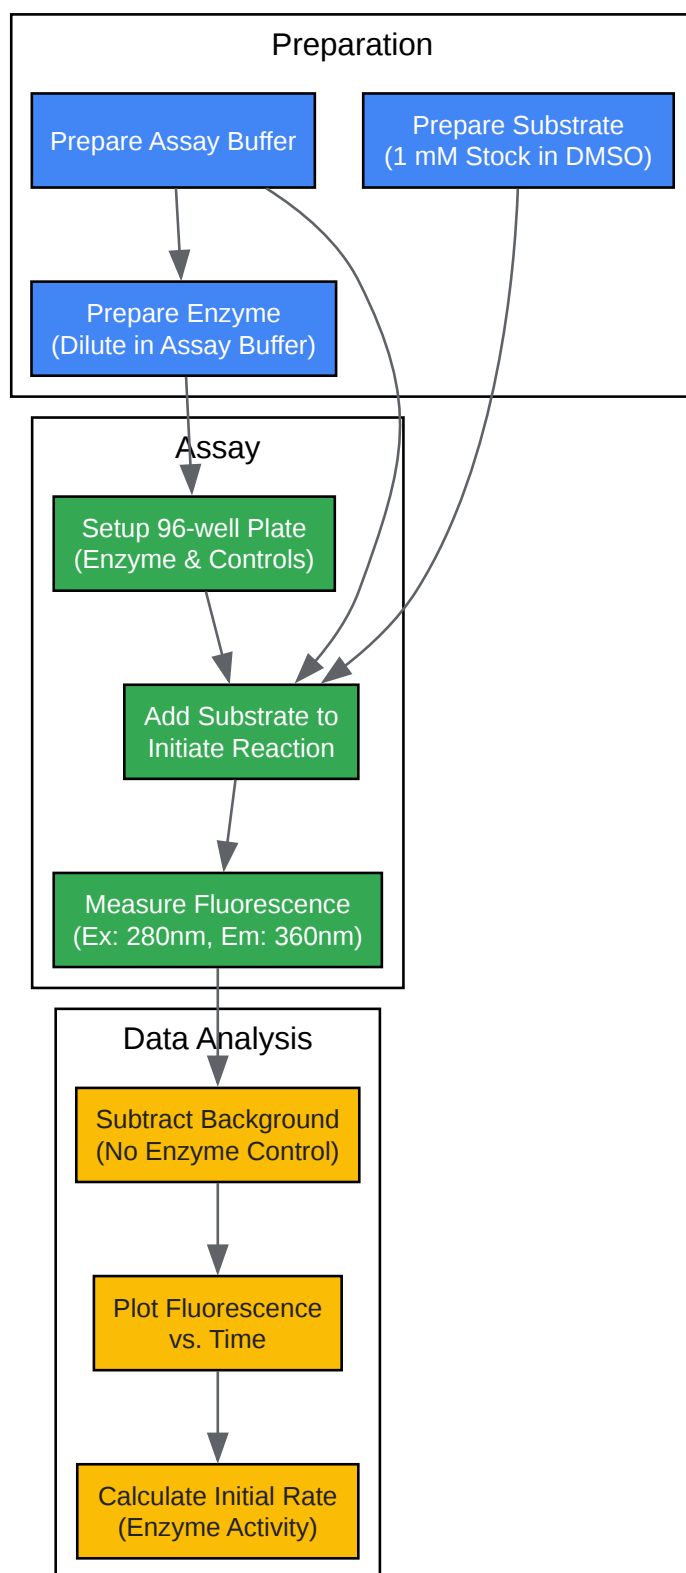 Preparation
Prepare Assay Buffer
Prepare Substrate
(1 mM Stock in DMSO)
Prepare Enzyme
(Dilute in Assay Buffer)
Assay
Setup 96-well Plate
(Enzyme & Controls)
Add Substrate to
Initiate Reaction
Measure Fluorescence
(Ex: 280nm, Em: 360nm)
Data Analysis
Subtract Background
(No Enzyme Control)
Plot Fluorescence
vs. Time
Calculate Initial Rate
(Enzyme Activity)